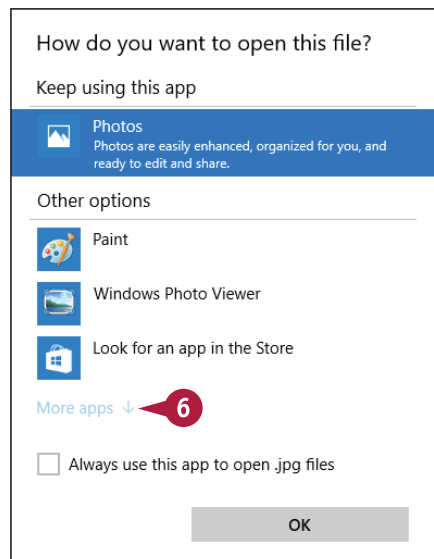 How do you want to open this file?
Keep using this app
Photos
Photos are easily enhanced, organized for you, and
ready to edit and share.
Other options
Paint
Windows Photo Viewer
Look for an app in the Store
More apps ↓ 6
Always use this app to open .jpg files
OK